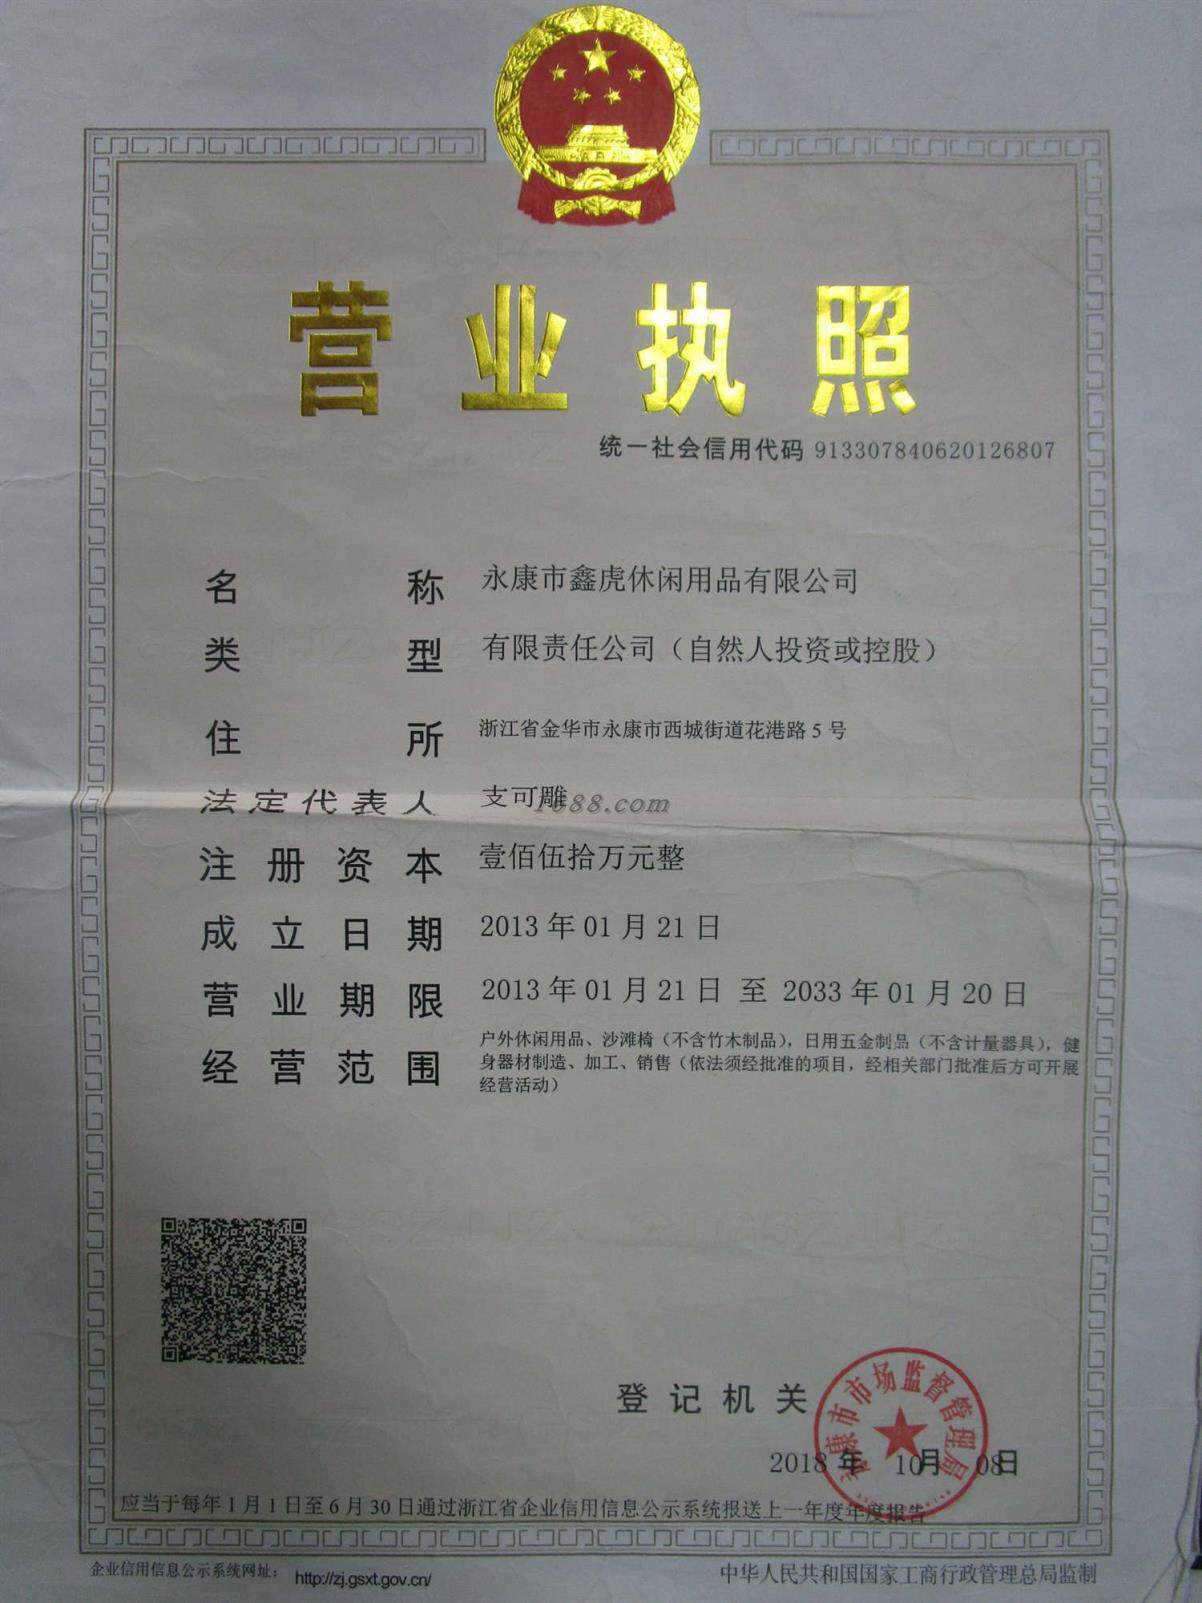 营业执照
统一社会信用代码 913307840620126807
名称 永康市鑫虎休闲用品有限公司
类型 有限责任公司（自然人投资或控股）
住所 浙江省金华市永康市西城街道花港路5号
法定代表人 支可雕
1688.com
注册资本 壹佰伍拾万元整
成立日期 2013年01月21日
营业期限 2013年01月21日 至 2033年01月20日
经营范围 户外休闲用品、沙滩椅（不含竹木制品），日用五金制品（不含计量器具），健
身器材制造、加工、销售（依法须经批准的项目，经相关部门批准后方可开展
经营活动）
登记机关
永康市市场监督管理局
2018年 10月 08日
应当于每年1月1日至6月30日通过浙江省企业信用信息公示系统报送上一年度年度报告
企业信用信息公示系统网址： http://zj.gsxt.gov.cn/
中华人民共和国国家工商行政管理总局监制